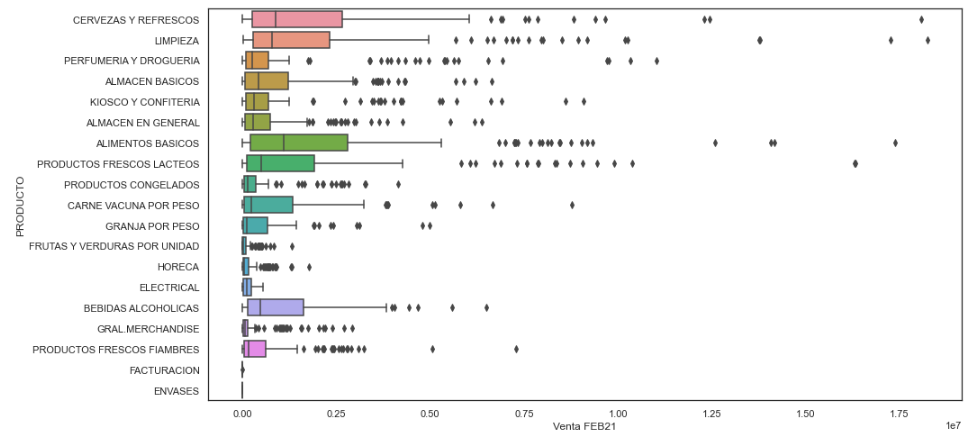 CERVEZAS Y REFRESCOS
LIMPIEZA
PERFUMERIA Y DROGUERIA
ALMACEN BASICOS
KIOSCO Y CONFITERIA
ALMACEN EN GENERAL
ALIMENTOS BASICOS
PRODUCTOS FRESCOS LACTEOS
PRODUCTOS CONGELADOS
CARNE VACUNA POR PESO
GRANJA POR PESO
FRUTAS Y VERDURAS POR UNIDAD
HORECA
ELECTRICAL
BEBIDAS ALCOHOLICAS
GRAL.MERCHANDISE
PRODUCTOS FRESCOS FIAMBRES
FACTURACION
ENVASES
PRODUCTO
0.00 0.25 0.50 0.75 1.00 1.25 1.50 1.75
Venta FEB21
1e7